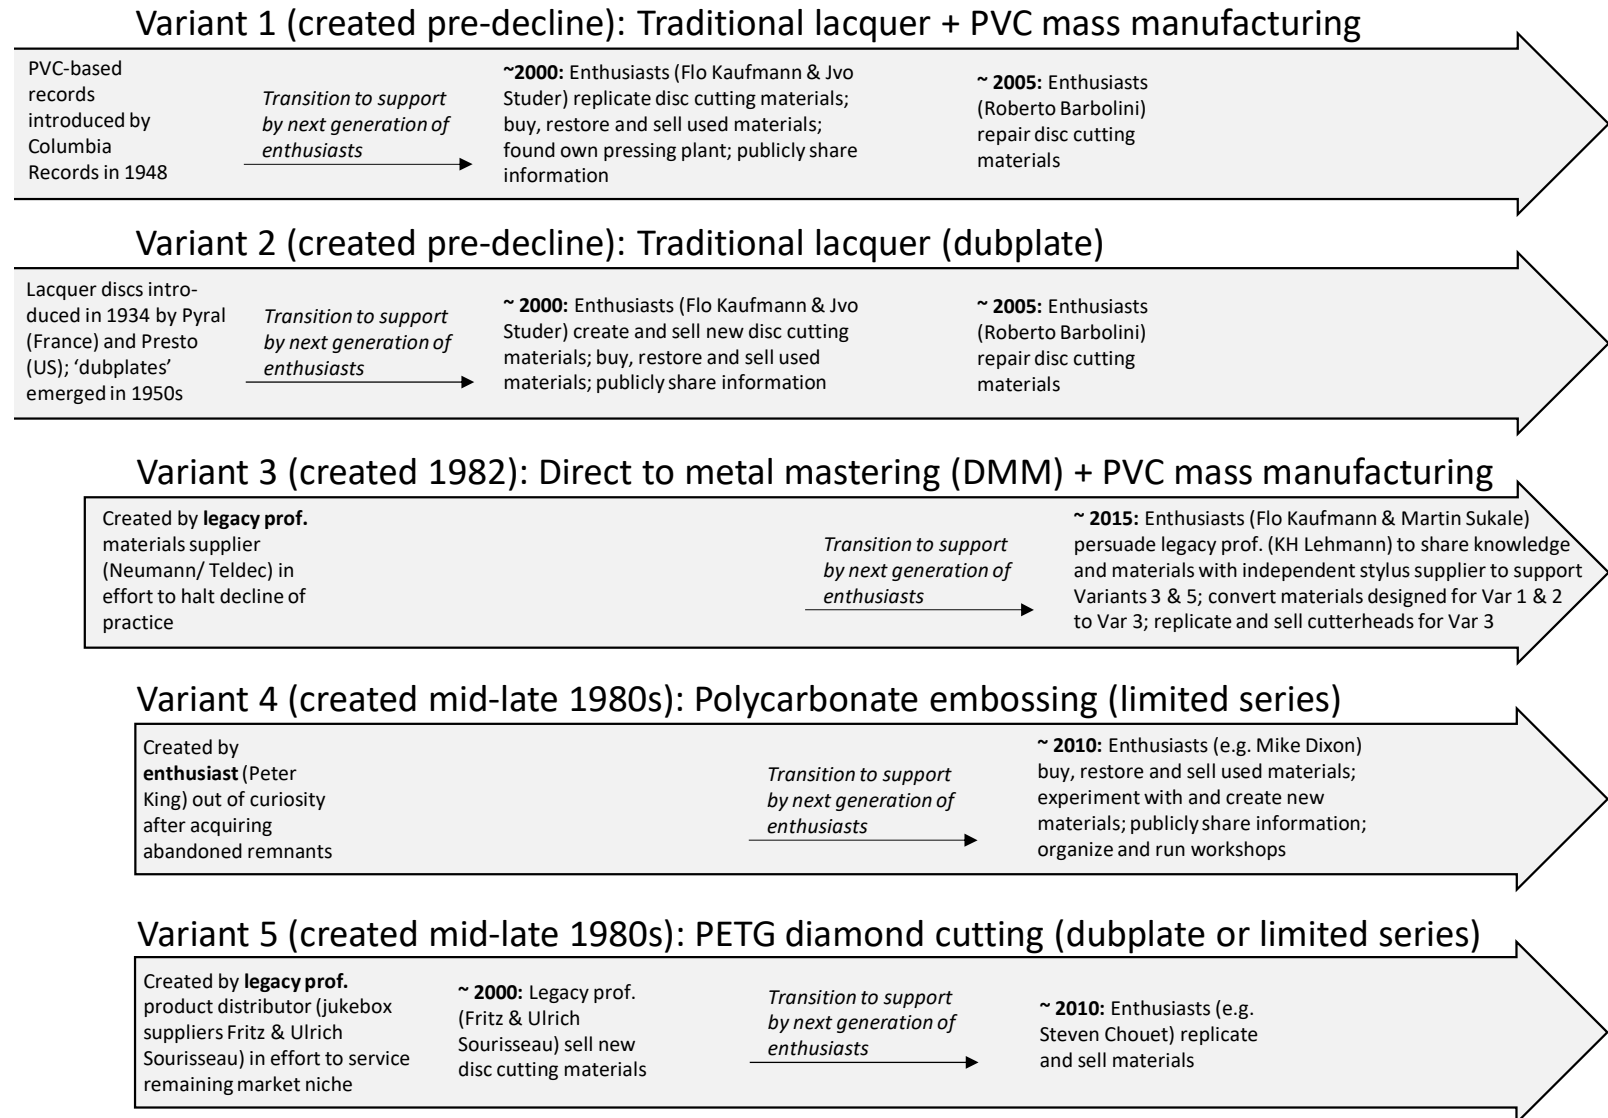 Variant 1 (created pre-decline): Traditional lacquer + PVC mass manufacturing
PVC-based
records
introduced by
Columbia
Records in 1948
Transition to support
by next generation of
enthusiasts
~2000: Enthusiasts (Flo Kaufmann & Jvo
Studer) replicate disc cutting materials;
buy, restore and sell used materials;
found own pressing plant; publicly share
information
~ 2005: Enthusiasts
(Roberto Barbolini)
repair disc cutting
materials
Variant 2 (created pre-decline): Traditional lacquer (dubplate)
Lacquer discs intro-
duced in 1934 by Pyral
(France) and Presto
(US); ‘dubplates’
emerged in 1950s
Transition to support
by next generation of
enthusiasts
~ 2000: Enthusiasts (Flo Kaufmann & Jvo
Studer) create and sell new disc cutting
materials; buy, restore and sell used
materials; publicly share information
~ 2005: Enthusiasts
(Roberto Barbolini)
repair disc cutting
materials
Variant 3 (created 1982): Direct to metal mastering (DMM) + PVC mass manufacturing
Created by legacy prof.
materials supplier
(Neumann/ Teldec) in
effort to halt decline of
practice
Transition to support
by next generation of
enthusiasts
~ 2015: Enthusiasts (Flo Kaufmann & Martin Sukale)
persuade legacy prof. (KH Lehmann) to share knowledge
and materials with independent stylus supplier to support
Variants 3 & 5; convert materials designed for Var 1 & 2
to Var 3; replicate and sell cutterheads for Var 3
Variant 4 (created mid-late 1980s): Polycarbonate embossing (limited series)
Created by
enthusiast (Peter
King) out of curiosity
after acquiring
abandoned remnants
Transition to support
by next generation of
enthusiasts
~ 2010: Enthusiasts (e.g. Mike Dixon)
buy, restore and sell used materials;
experiment with and create new
materials; publicly share information;
organize and run workshops
Variant 5 (created mid-late 1980s): PETG diamond cutting (dubplate or limited series)
Created by legacy prof.
product distributor (jukebox
suppliers Fritz & Ulrich
Sourisseau) in effort to service
remaining market niche
~ 2000: Legacy prof.
(Fritz & Ulrich
Sourisseau) sell new
disc cutting materials
Transition to support
by next generation of
enthusiasts
~ 2010: Enthusiasts (e.g.
Steven Chouet) replicate
and sell materials